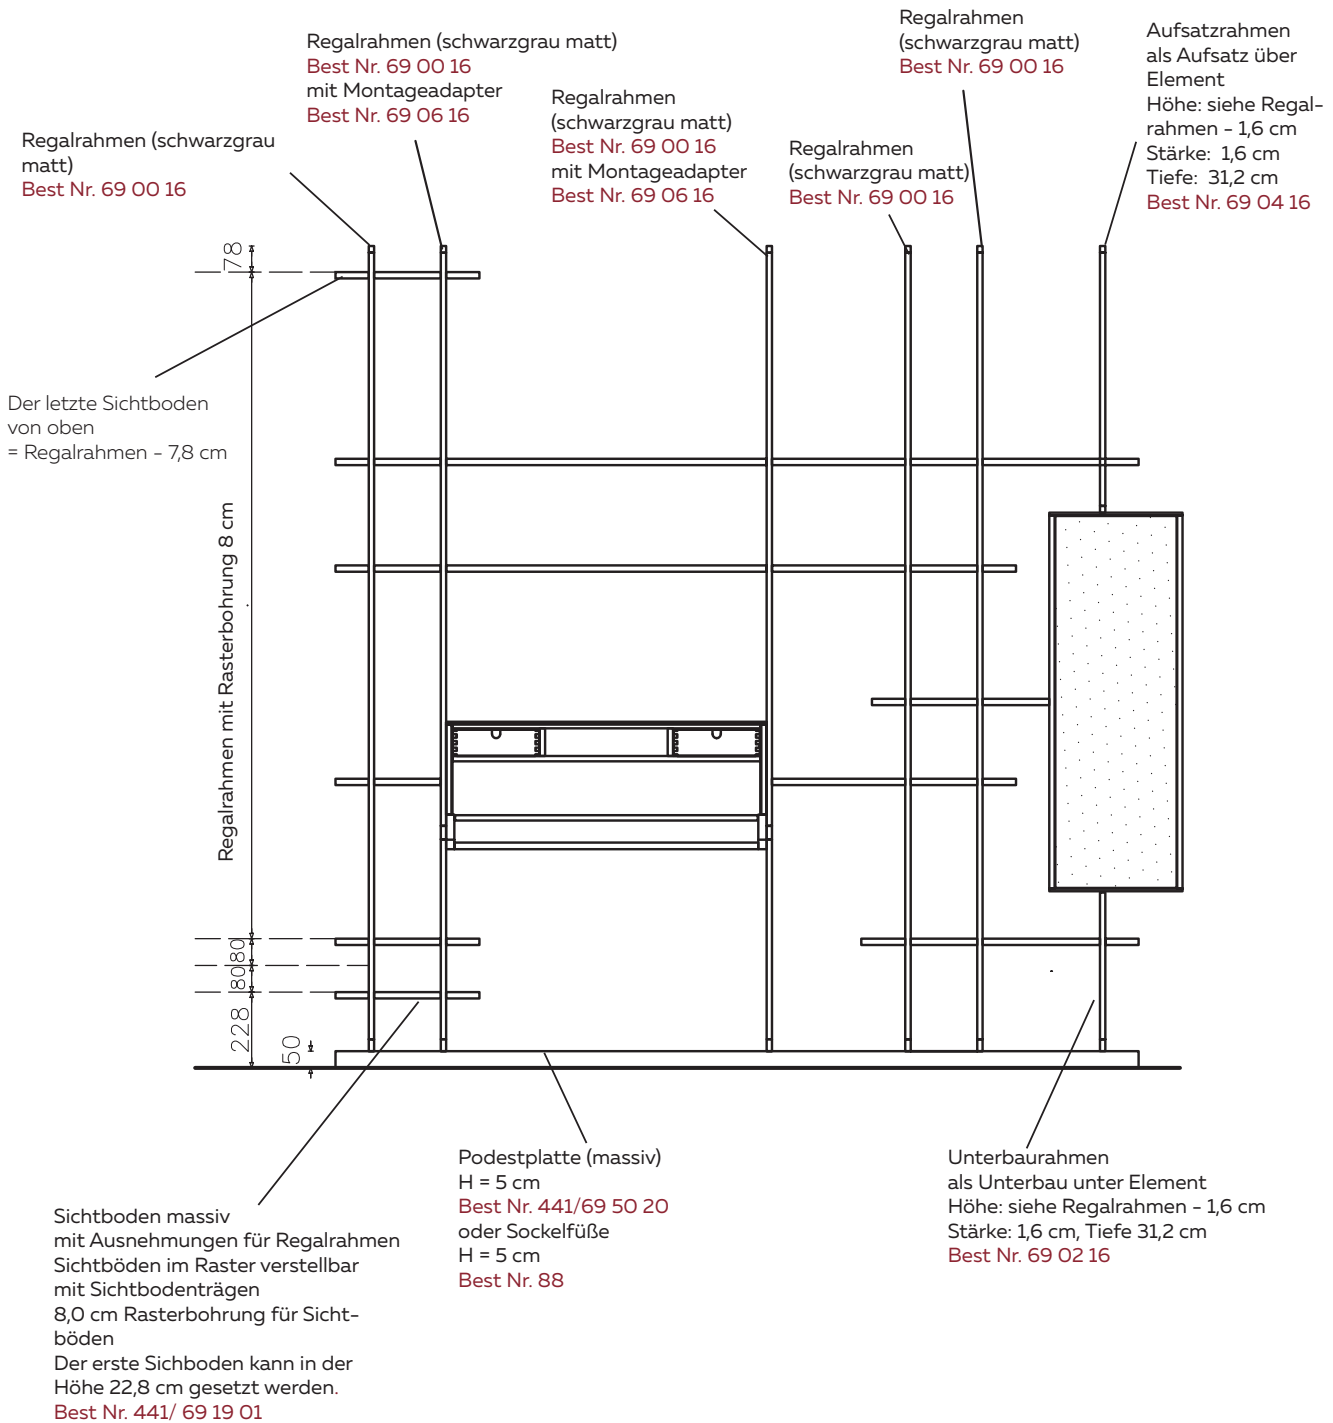 Regalrahmen (schwarzgrau
matt)
Best Nr. 69 00 16
Regalrahmen (schwarzgrau matt)
Best Nr. 69 00 16
mit Montageadapter
Best Nr. 69 06 16
Regalrahmen
(schwarzgrau matt)
Best Nr. 69 00 16
mit Montageadapter
Best Nr. 69 06 16
Regalrahmen
(schwarzgrau matt)
Best Nr. 69 00 16
Regalrahmen
(schwarzgrau matt)
Best Nr. 69 00 16
Aufsatzrahmen
als Aufsatz über
Element
Höhe: siehe Regal-
rahmen - 1,6 cm
Stärke: 1,6 cm
Tiefe: 31,2 cm
Best Nr. 69 04 16
78
Der letzte Sichtboden
von oben
= Regalrahmen - 7,8 cm
Regalrahmen mit Rasterbohrung 8 cm
80
80
228
50
Sichtboden massiv
mit Ausnehmungen für Regalrahmen
Sichtböden im Raster verstellbar
mit Sichtbodenträgen
8,0 cm Rasterbohrung für Sicht-
böden
Der erste Sichboden kann in der
Höhe 22,8 cm gesetzt werden.
Best Nr. 441/ 69 19 01
Podestplatte (massiv)
H = 5 cm
Best Nr. 441/69 50 20
oder Sockelfüße
H = 5 cm
Best Nr. 88
Unterbaurahmen
als Unterbau unter Element
Höhe: siehe Regalrahmen - 1,6 cm
Stärke: 1,6 cm, Tiefe 31,2 cm
Best Nr. 69 02 16